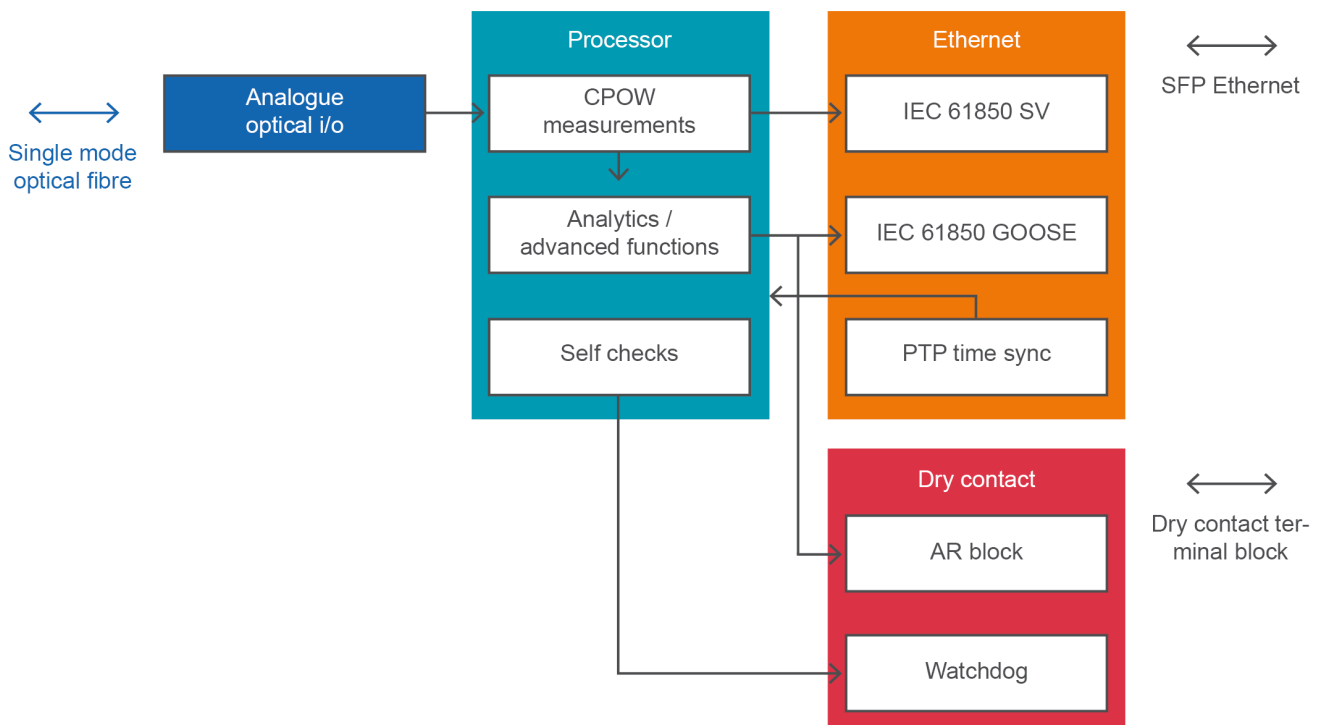 Single mode
optical fibre
Analogue
optical i/o
Processor
CPOW
measurements
Analytics /
advanced functions
Self checks
Ethernet
IEC 61850 SV
IEC 61850 GOOSE
PTP time sync
SFP Ethernet
Dry contact
AR block
Watchdog
Dry contact ter-
minal block